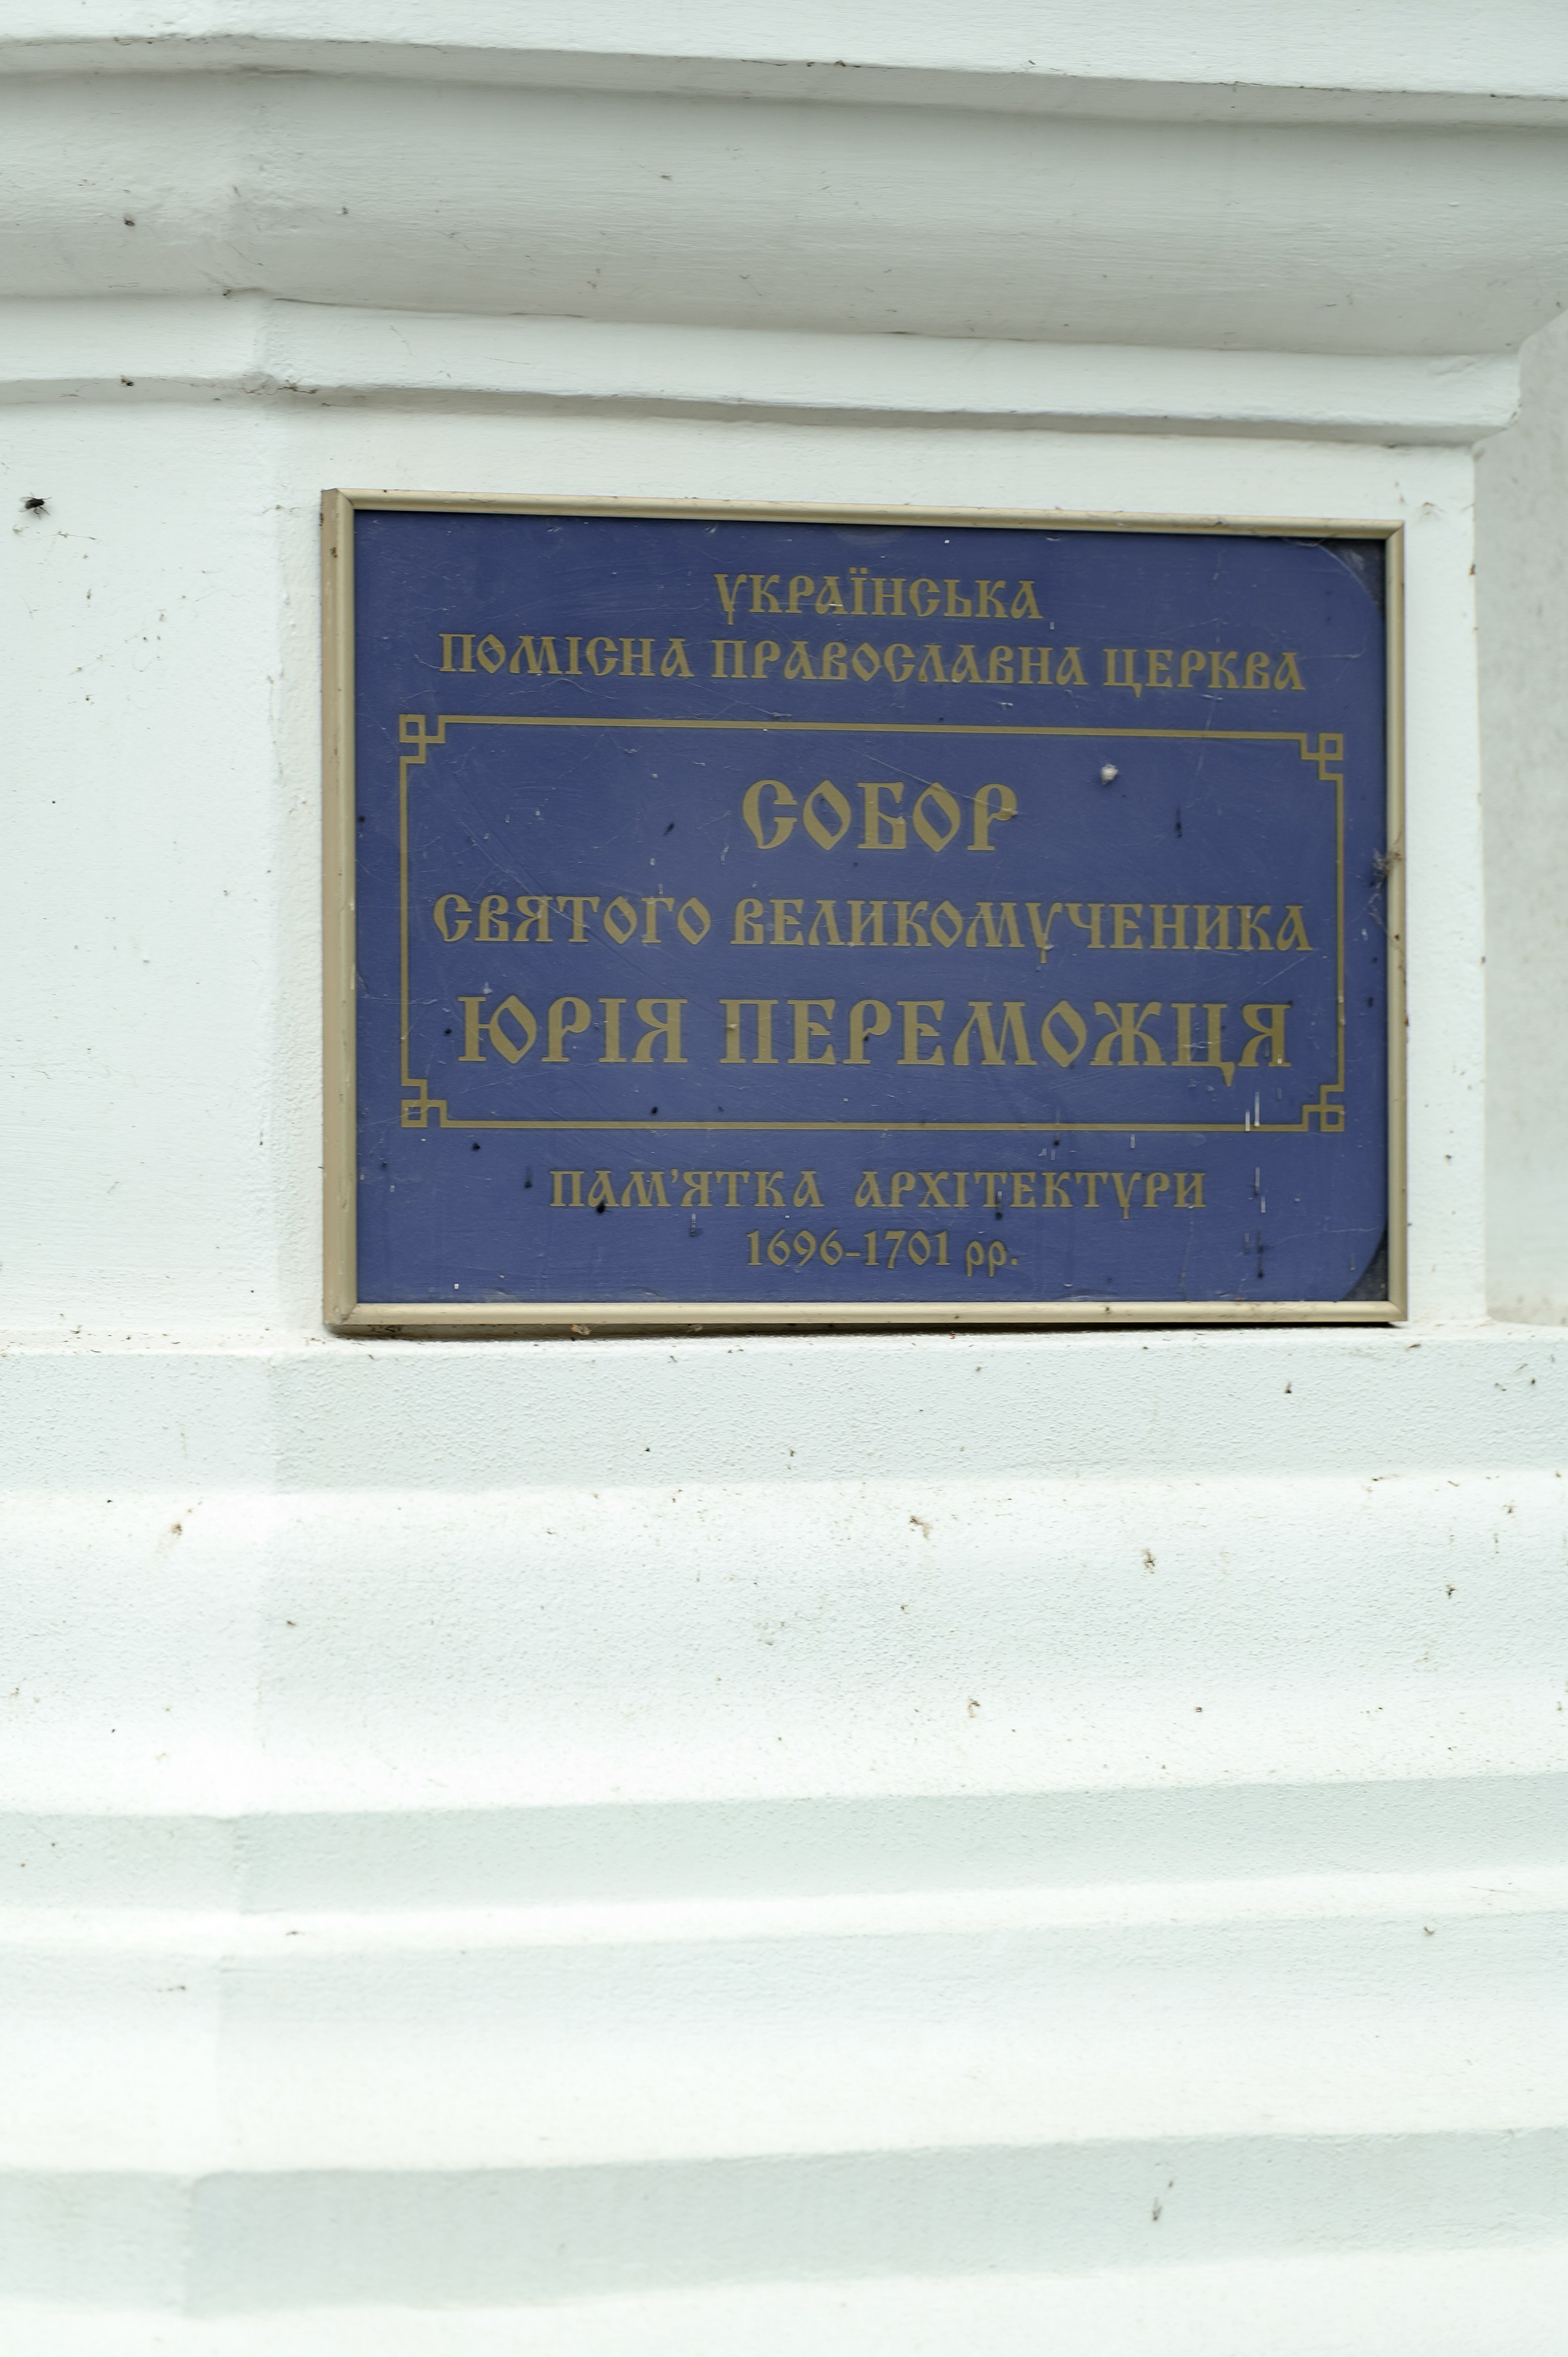 УКРАЇНСЬКА
ПОМІСНА ПРАВОСЛАВНА ЦЕРКВА
СОБОР
СВЯТОГО ВЕЛИКОМУЧЕНИКА
ЮРІЯ ПЕРЕМОЖЦЯ
ПАМ'ЯТКА АРХІТЕКТУРИ
1696-1701 рр.